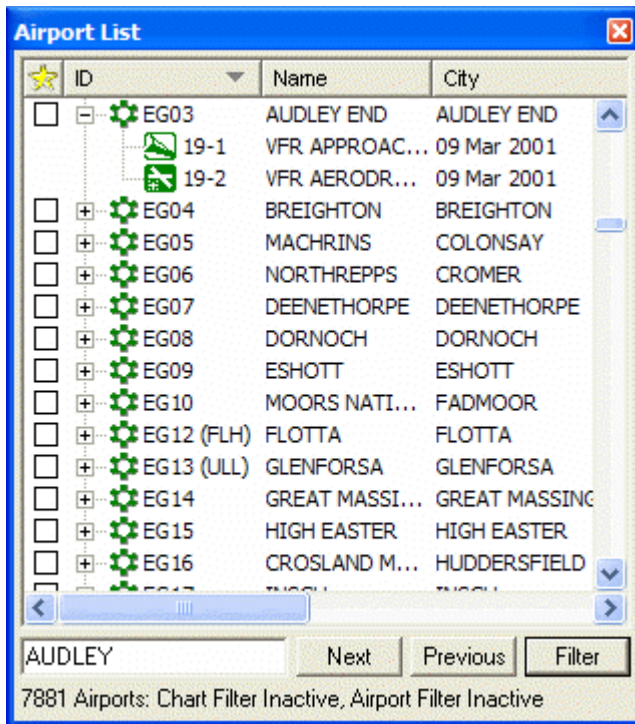 Airport List
ID Name City
EG03 AUDLEY END AUDLEY END
19-1 VFR APPROAC... 09 Mar 2001
19-2 VFR AERODR... 09 Mar 2001
EG04 BREIGHTON BREIGHTON
EG05 MACHRINS COLONSAY
EG06 NORTHREPPS CROMER
EG07 DEENETHORPE DEENETHORPE
EG08 DORNOCH DORNOCH
EG09 ESHOTT ESHOTT
EG10 MOORS NATI... FADMOOR
EG12 (FLH) FLOTTA FLOTTA
EG13 (ULL) GLENFORSA GLENFORSA
EG14 GREAT MASSI... GREAT MASSING
EG15 HIGH EASTER HIGH EASTER
EG16 CROSLAND M... HUDDERSFIELD
AUDLEY Next Previous Filter
7881 Airports: Chart Filter Inactive, Airport Filter Inactive